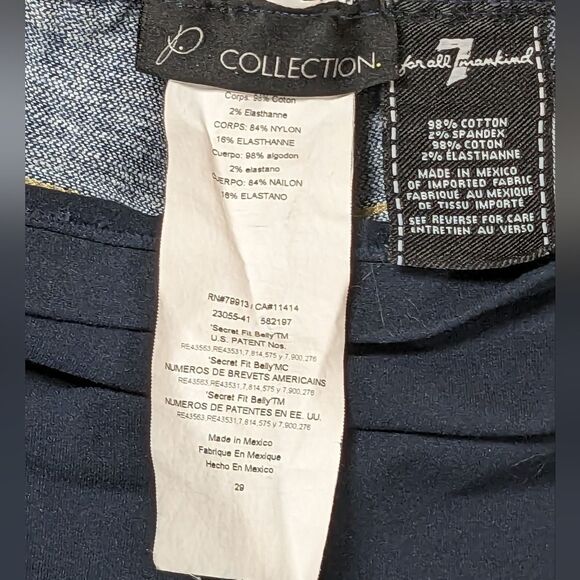 COLLECTION.
Corps: 98% Coton
2% Elasthanne
CORPS: 84% NYLON
16% ELASTHANNE
Cuerpo: 98% algodon
2% elastano
CUERPO: 84% NAILON
16% ELASTANO
RN#79913 / CA#11414
23055-41 582197
'Secret Fit Belly'TM
U.S. PATENT Nos.
RE43563,RE43531,7,814,575 y 7,900,276
'Secret Fit Belly'MC
NUMEROS DE BREVETS AMERICAINS
RE43563,RE43531,7,814,575 y 7,900,276
'Secret Fit Belly'TM
NUMEROS DE PATENTES EN EE. UU.
RE43563,RE43531,7,814,575 y 7,900,276
Made in Mexico
Fabrique En Mexique
Hecho En Mexico
29
7
for all mankind
98% COTTON
2% SPANDEX
98% COTON
2% ÉLASTHANNE
MADE IN MEXICO
OF IMPORTED FABRIC
FABRIQUÉ AU MEXIQUE
DE TISSU IMPORTÉ
SEE REVERSE FOR CARE
ENTRETIEN AU VERSO